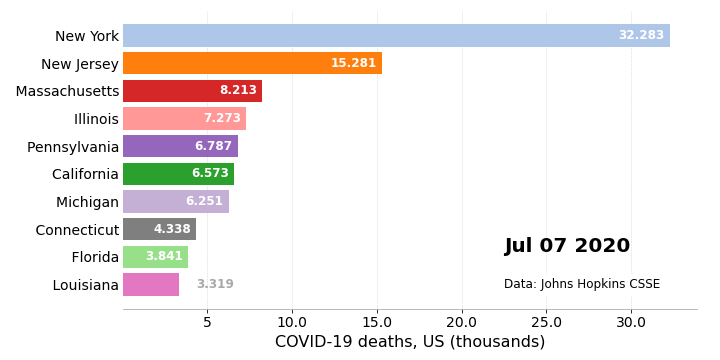 New York 32.283
New Jersey 15.281
Massachusetts 8.213
Illinois 7.273
Pennsylvania 6.787
California 6.573
Michigan 6.251
Connecticut 4.338
Florida 3.841
Louisiana 3.319
Jul 07 2020
Data: Johns Hopkins CSSE
5 10.0 15.0 20.0 25.0 30.0
COVID-19 deaths, US (thousands)